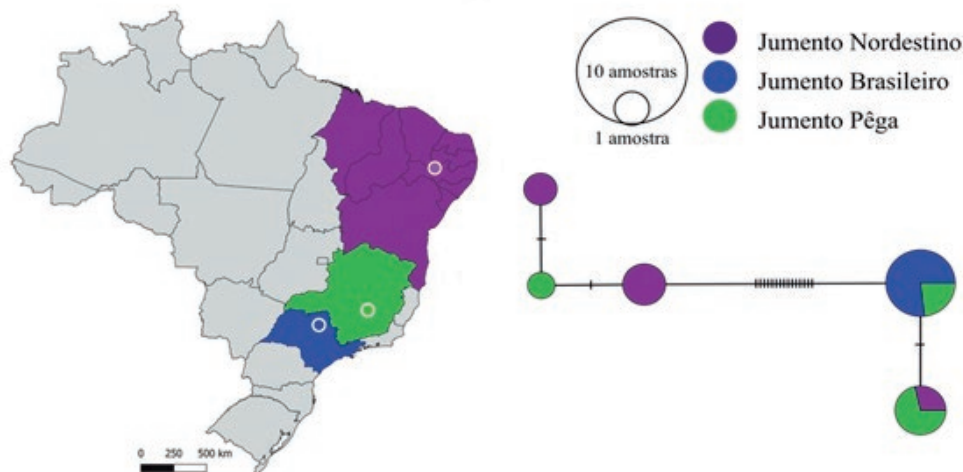 10 amostras
1 amostra
Jumento Nordestino
Jumento Brasileiro
Jumento Pêga
0 250 500 km